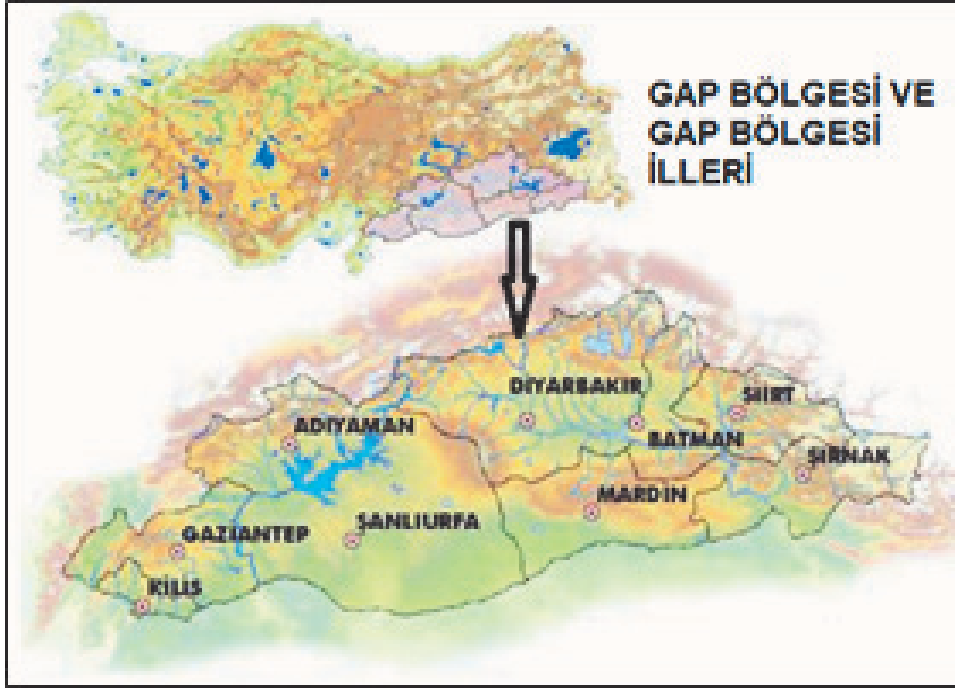 GAP BÖLGESİ VE
GAP BÖLGESİ
İLLERİ
DİYARBAKIR
SİİRT
ADIYAMAN
BATMAN
ŞIRNAK
MARDİN
ŞANLIURFA
GAZİANTEP
KİLİS